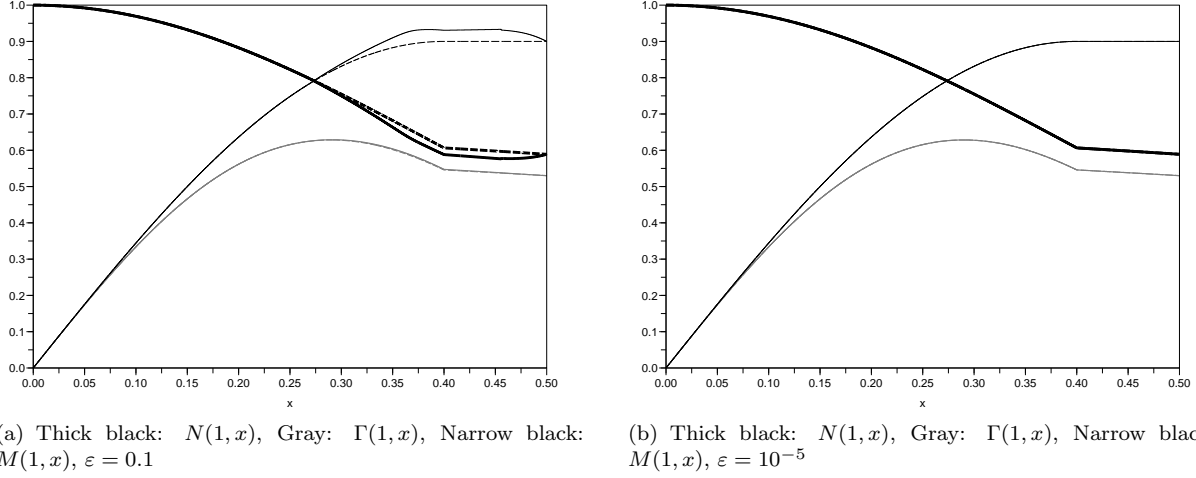 1.0
0.9
0.8
0.7
0.6
0.5
0.4
0.3
0.2
0.1
0.0
0.00 0.05 0.10 0.15 0.20 0.25 0.30 0.35 0.40 0.45 0.50
x
(a) Thick black: N(1, x), Gray: Γ(1, x), Narrow black:
M(1, x), ε = 0.1
1.0
0.9
0.8
0.7
0.6
0.5
0.4
0.3
0.2
0.1
0.0
0.00 0.05 0.10 0.15 0.20 0.25 0.30 0.35 0.40 0.45 0.50
x
(b) Thick black: N(1, x), Gray: Γ(1, x), Narrow blac
M(1, x), ε = 10⁻⁵